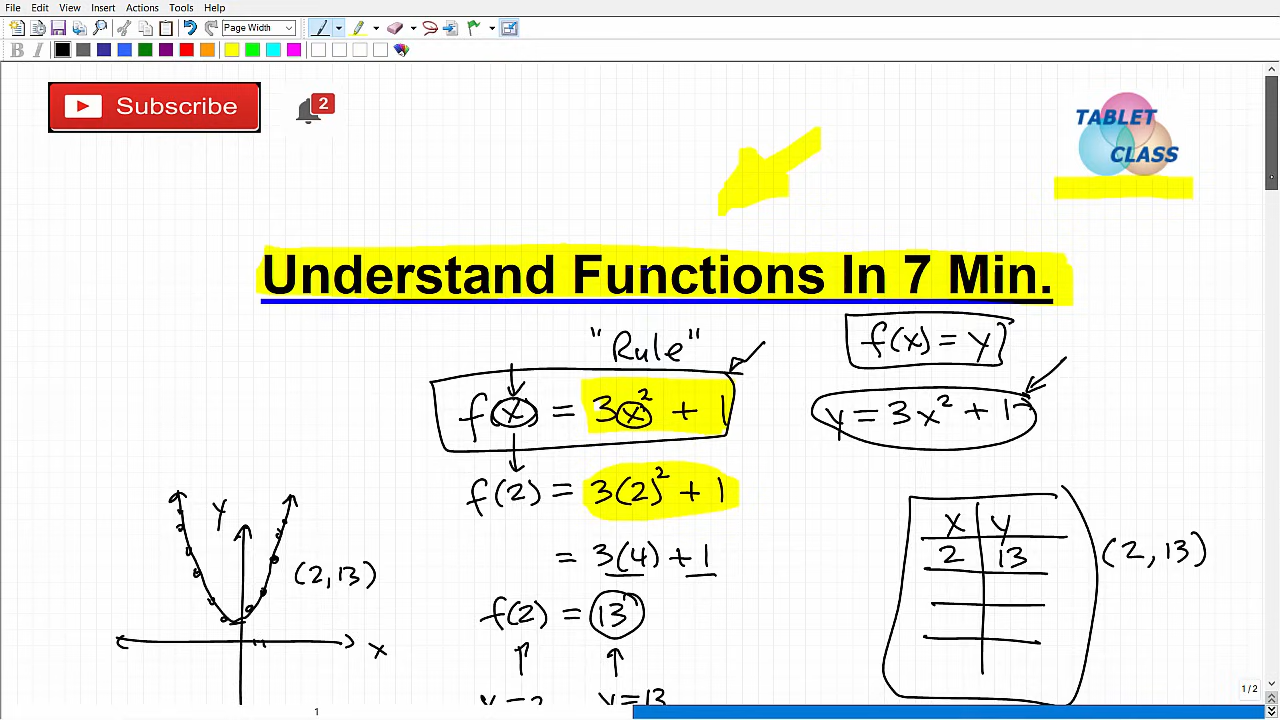 File Edit View Insert Actions Tools Help
Page Width
B I
Subscribe
2
TABLET
CLASS
Understand Functions In 7 Min.
"Rule"
f(x) = y
f(x) = 3x² + 1
y = 3x² + 1
f(2) = 3(2)² + 1
= 3(4) + 1
f(2) = 13
y
(2,13)
x
x y
2 13
(2,13)
y=13
1
1/2